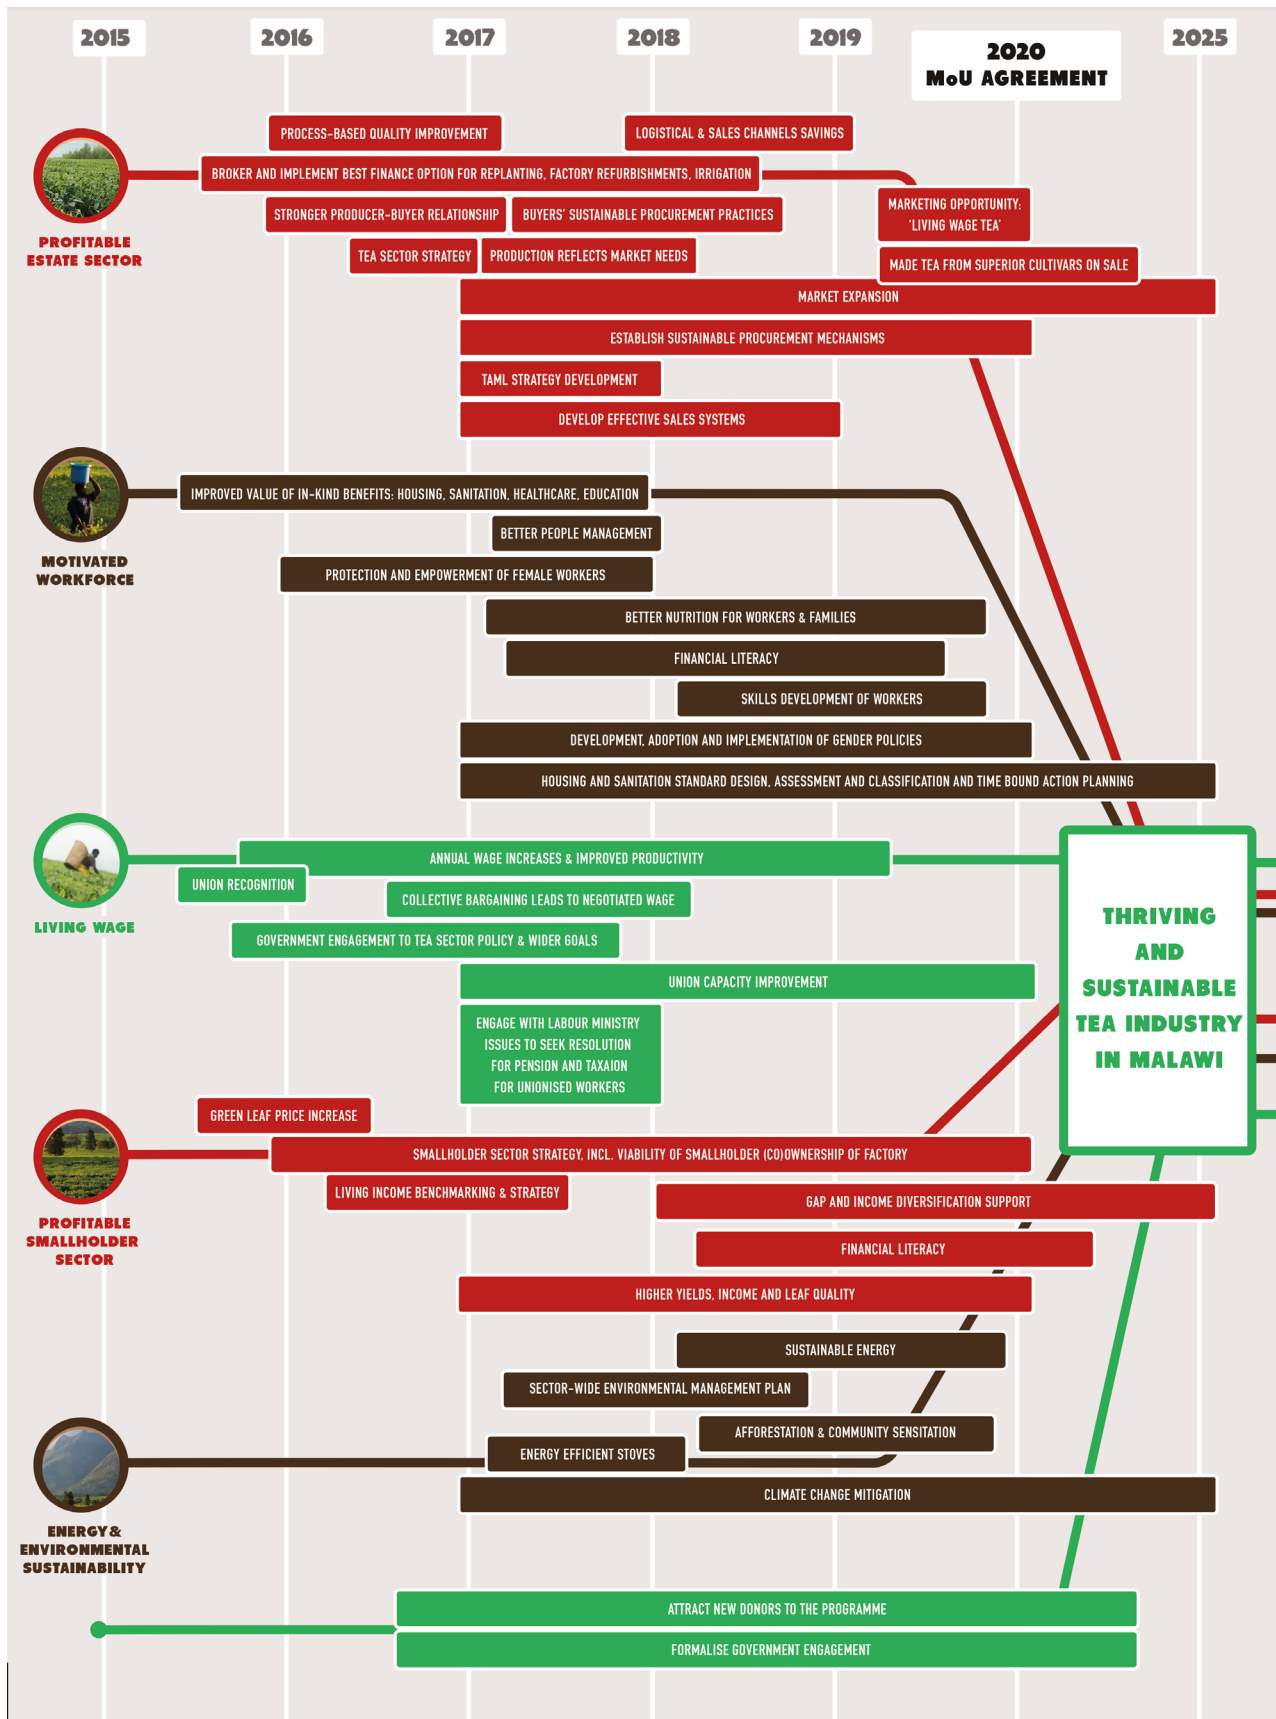 2015
2016
2017
2018
2019
2020
MoU AGREEMENT
2025
PROCESS-BASED QUALITY IMPROVEMENT
LOGISTICAL & SALES CHANNELS SAVINGS
BROKER AND IMPLEMENT BEST FINANCE OPTION FOR REPLANTING, FACTORY REFURBISHMENTS, IRRIGATION
STRONGER PRODUCER-BUYER RELATIONSHIP
BUYERS' SUSTAINABLE PROCUREMENT PRACTICES
MARKETING OPPORTUNITY:
'LIVING WAGE TEA'
PROFITABLE
ESTATE SECTOR
TEA SECTOR STRATEGY
PRODUCTION REFLECTS MARKET NEEDS
MADE TEA FROM SUPERIOR CULTIVARS ON SALE
MARKET EXPANSION
ESTABLISH SUSTAINABLE PROCUREMENT MECHANISMS
TAML STRATEGY DEVELOPMENT
DEVELOP EFFECTIVE SALES SYSTEMS
IMPROVED VALUE OF IN-KIND BENEFITS: HOUSING, SANITATION, HEALTHCARE, EDUCATION
BETTER PEOPLE MANAGEMENT
MOTIVATED
WORKFORCE
PROTECTION AND EMPOWERMENT OF FEMALE WORKERS
BETTER NUTRITION FOR WORKERS & FAMILIES
FINANCIAL LITERACY
SKILLS DEVELOPMENT OF WORKERS
DEVELOPMENT, ADOPTION AND IMPLEMENTATION OF GENDER POLICIES
HOUSING AND SANITATION STANDARD DESIGN, ASSESSMENT AND CLASSIFICATION AND TIME BOUND ACTION PLANNING
ANNUAL WAGE INCREASES & IMPROVED PRODUCTIVITY
UNION RECOGNITION
COLLECTIVE BARGAINING LEADS TO NEGOTIATED WAGE
LIVING WAGE
GOVERNMENT ENGAGEMENT TO TEA SECTOR POLICY & WIDER GOALS
UNION CAPACITY IMPROVEMENT
ENGAGE WITH LABOUR MINISTRY
ISSUES TO SEEK RESOLUTION
FOR PENSION AND TAXAION
FOR UNIONISED WORKERS
THRIVING
AND
SUSTAINABLE
TEA INDUSTRY
IN MALAWI
GREEN LEAF PRICE INCREASE
SMALLHOLDER SECTOR STRATEGY, INCL. VIABILITY OF SMALLHOLDER (CO)OWNERSHIP OF FACTORY
LIVING INCOME BENCHMARKING & STRATEGY
GAP AND INCOME DIVERSIFICATION SUPPORT
PROFITABLE
SMALLHOLDER
SECTOR
FINANCIAL LITERACY
HIGHER YIELDS, INCOME AND LEAF QUALITY
SUSTAINABLE ENERGY
SECTOR-WIDE ENVIRONMENTAL MANAGEMENT PLAN
AFFORESTATION & COMMUNITY SENSITATION
ENERGY EFFICIENT STOVES
CLIMATE CHANGE MITIGATION
ENERGY&
ENVIRONMENTAL
SUSTAINABILITY
ATTRACT NEW DONORS TO THE PROGRAMME
FORMALISE GOVERNMENT ENGAGEMENT